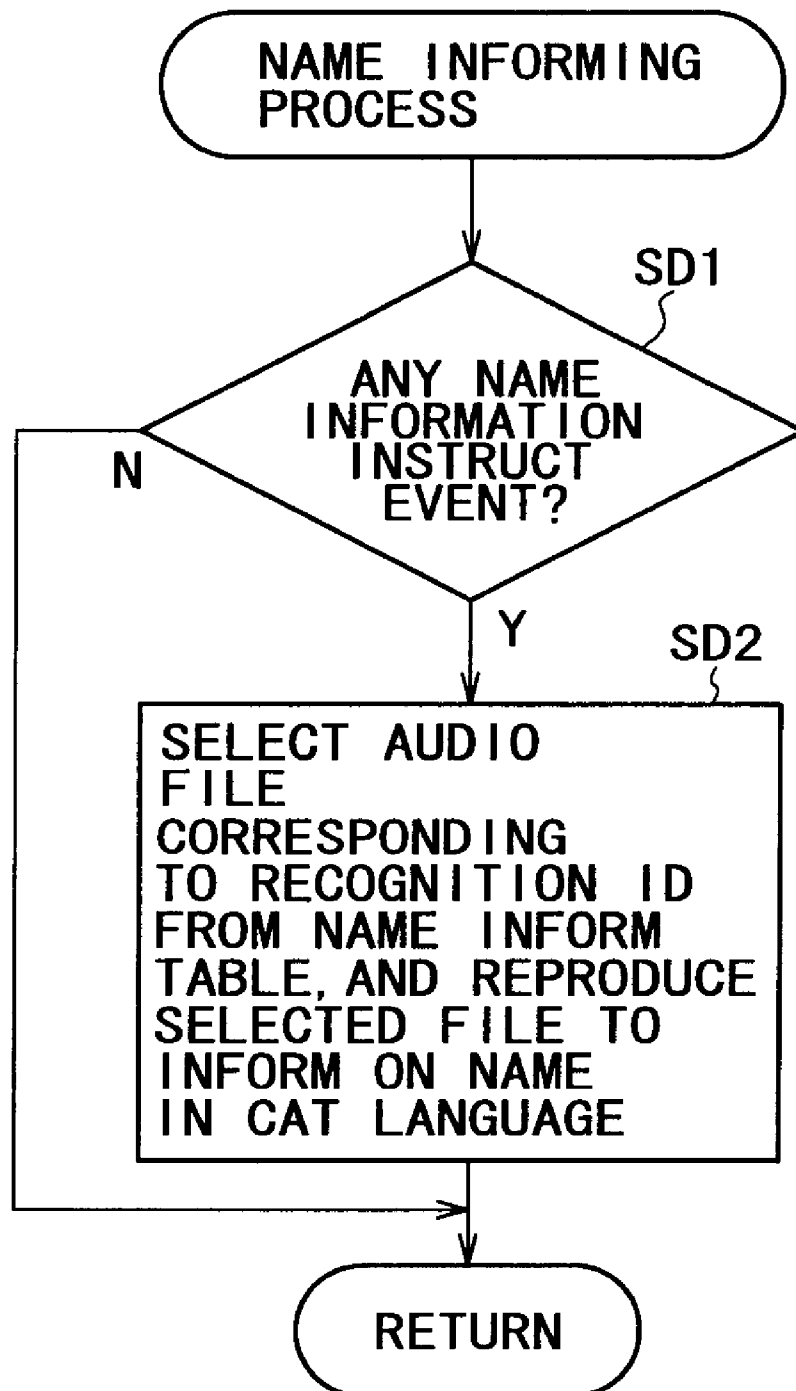 NAME INFORMING
PROCESS
SD1
ANY NAME
INFORMATION
INSTRUCT
EVENT?
N
Y
SD2
SELECT AUDIO
FILE
CORRESPONDING
TO RECOGNITION ID
FROM NAME INFORM
TABLE, AND REPRODUCE
SELECTED FILE TO
INFORM ON NAME
IN CAT LANGUAGE
RETURN